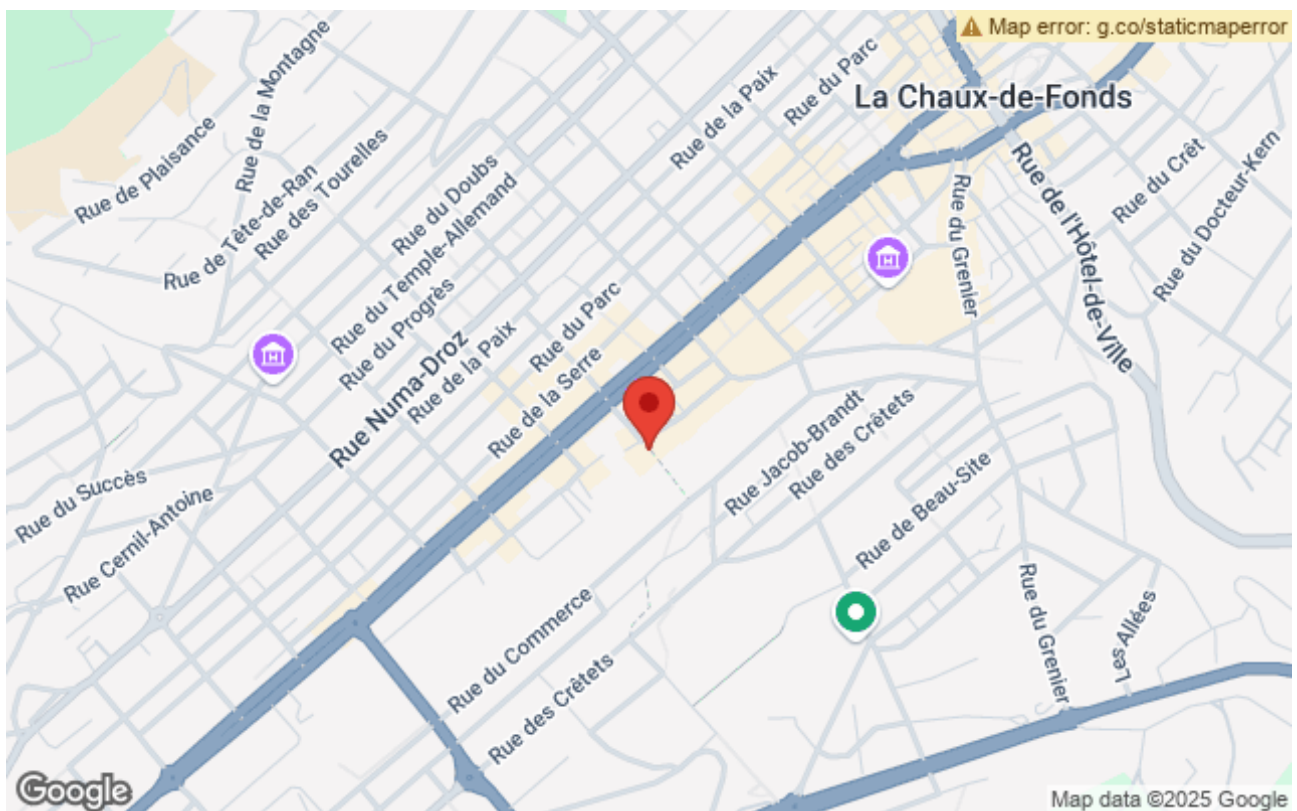 Map error: g.co/staticmaperror
La Chaux-de-Fonds
Rue de la Montagne
Rue de Plaisance
Rue de la Paix
Rue du Parc
Rue de Tête-de-Ran
Rue des Tourelles
Rue du Doubs
Rue du Temple-Allemand
Rue du Progrès
Rue du Crêt
Rue du Docteur-Kern
Rue de l'Hôtel-de-Ville
Rue du Grenier
Rue du Parc
Rue de la Paix
Rue de la Serre
Rue Numa-Droz
Rue du Succès
Rue Cernil-Antoine
Rue Jacob-Brandt
Rue des Crêtets
Rue de Beau-Site
Rue du Commerce
Rue des Crêtets
Rue du Grenier
Les Allées
H
H
Google
Map data ©2025 Google